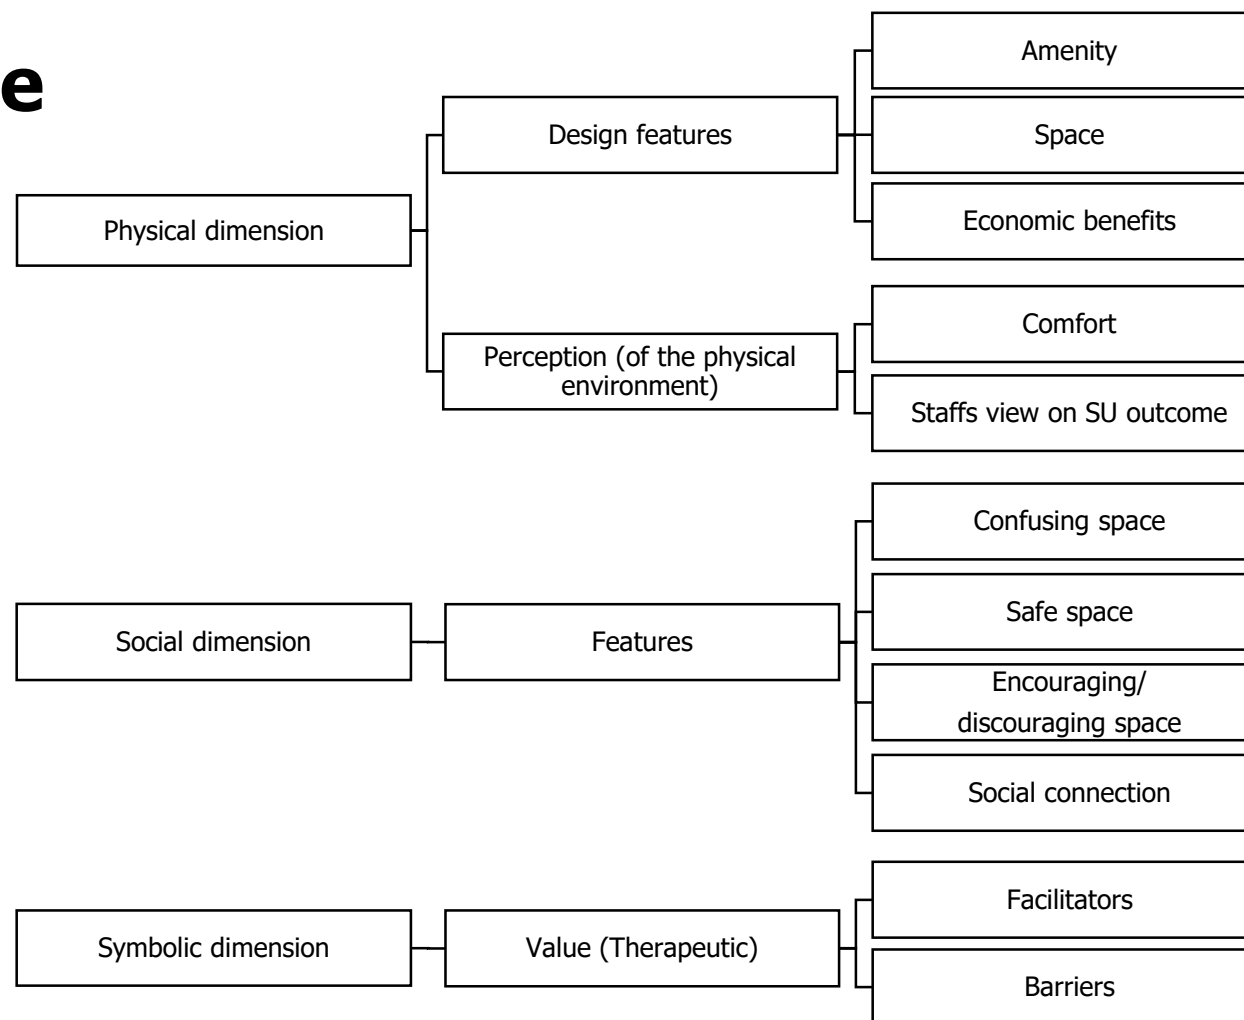 e
Physical dimension
Design features
Amenity
Space
Economic benefits
Perception (of the physical
environment)
Comfort
Staffs view on SU outcome
Social dimension
Features
Confusing space
Safe space
Encouraging/
discouraging space
Social connection
Symbolic dimension
Value (Therapeutic)
Facilitators
Barriers